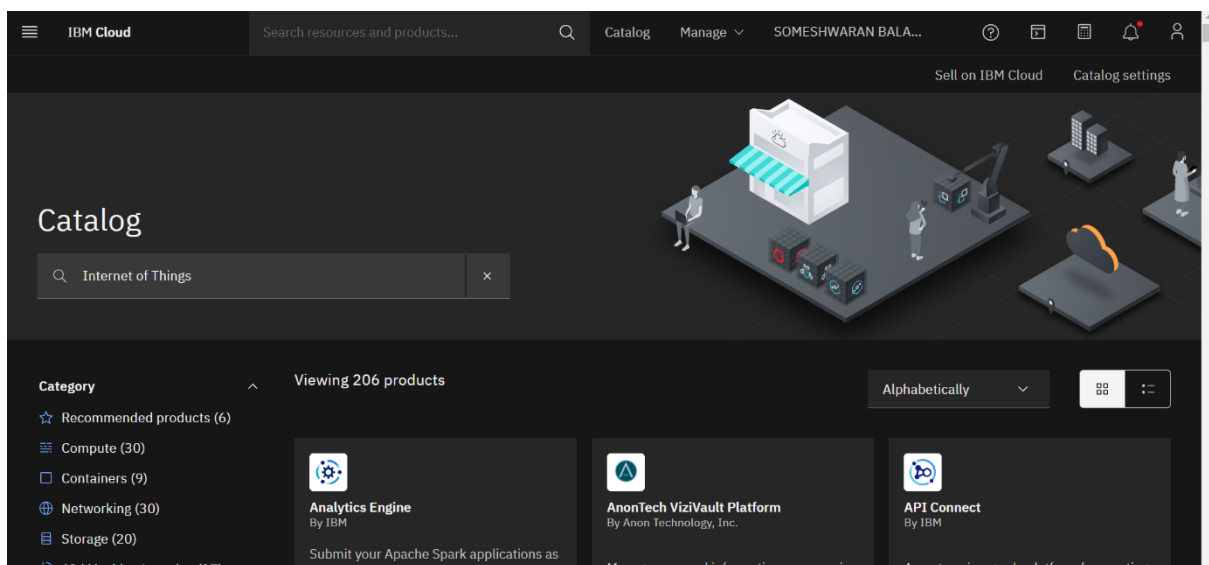 IBM Cloud
Search resources and products...
Catalog
Manage
SOMESHWARAN BALA...
Sell on IBM Cloud
Catalog settings
Catalog
Internet of Things
Category
Recommended products (6)
Compute (30)
Containers (9)
Networking (30)
Storage (20)
Viewing 206 products
Alphabetically
Analytics Engine
By IBM
Submit your Apache Spark applications as
AnonTech ViziVault Platform
By Anon Technology, Inc.
API Connect
By IBM